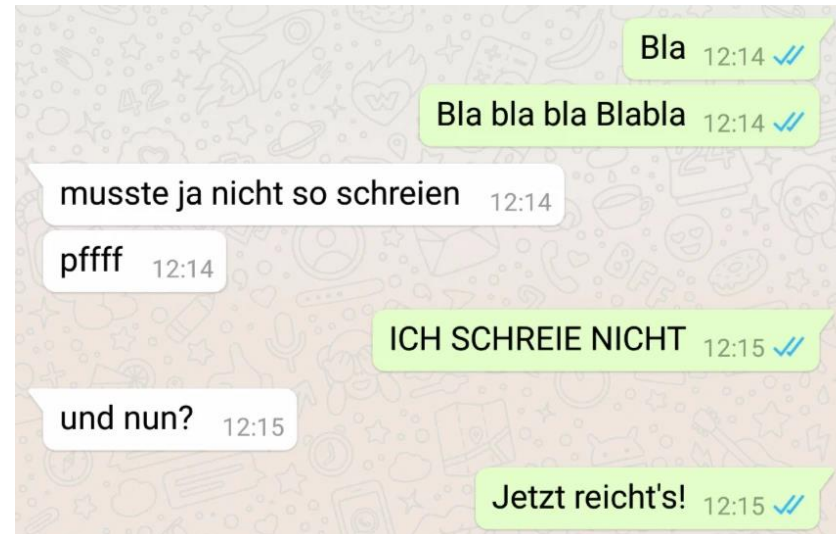 Bla 12:14
Bla bla bla Blabla 12:14
musste ja nicht so schreien 12:14
pffff 12:14
ICH SCHREIE NICHT 12:15
und nun? 12:15
Jetzt reicht's! 12:15